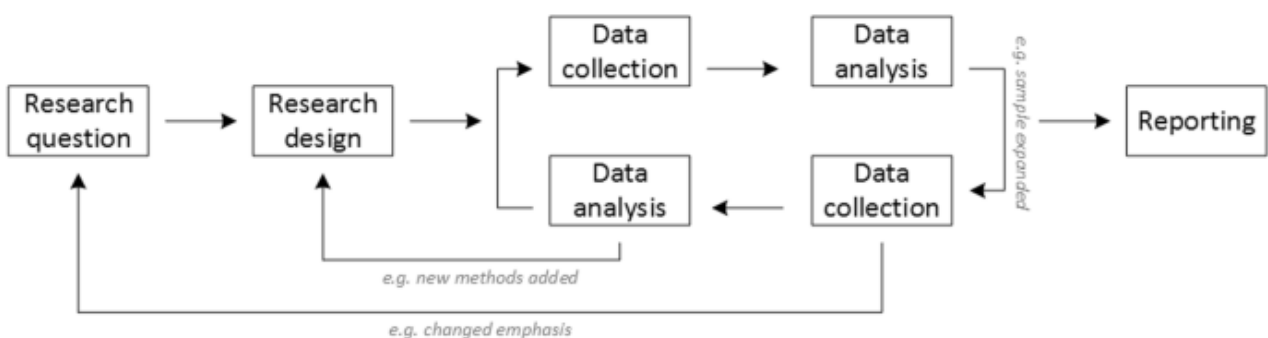 Research
question
Research
design
Data
collection
Data
analysis
e.g. sample expanded
Reporting
Data
analysis
Data
collection
e.g. new methods added
e.g. changed emphasis